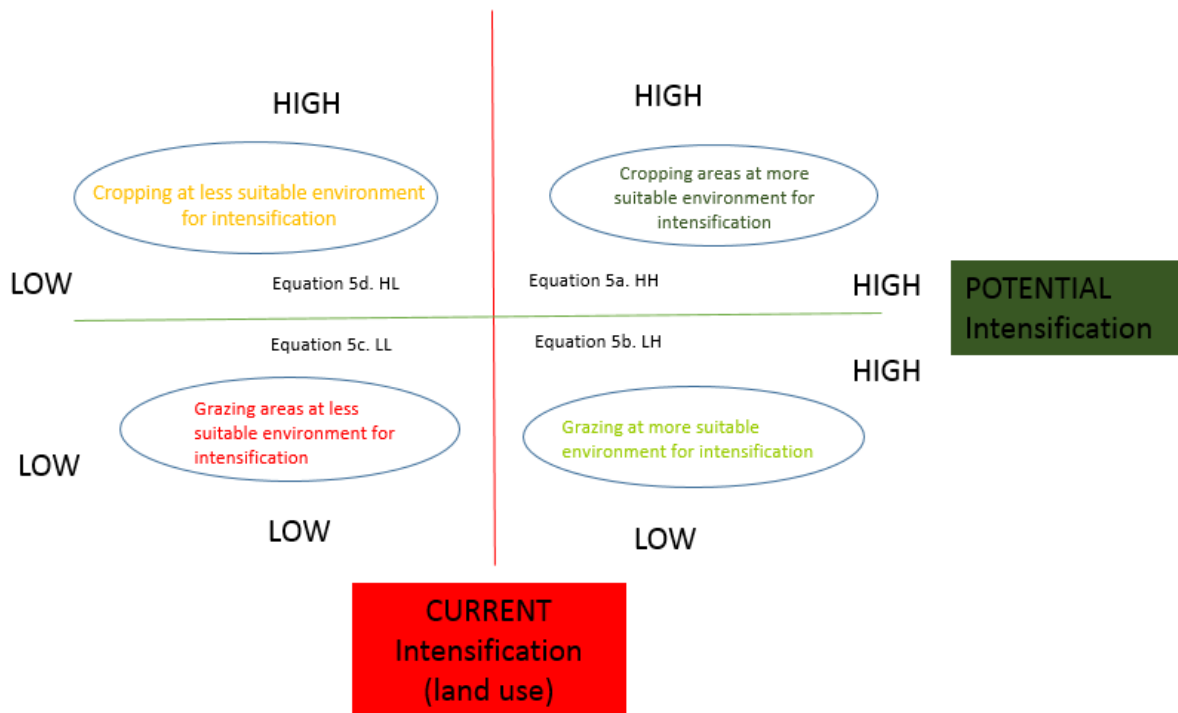 HIGH
HIGH
Cropping at less suitable environment
for intensification
Cropping areas at more
suitable environment for
intensification
LOW
Equation 5d. HL
Equation 5a. HH
HIGH
POTENTIAL
Intensification
Equation 5c. LL
Equation 5b. LH
HIGH
Grazing areas at less
suitable environment for
intensification
Grazing at more suitable
environment for intensification
LOW
LOW
LOW
CURRENT
Intensification
(land use)